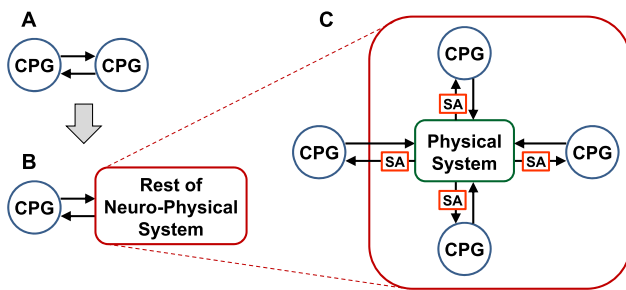 A
CPG
CPG
B
CPG
Rest of
Neuro-Physical
System
C
CPG
SA
CPG
SA
Physical
System
SA
CPG
SA
CPG